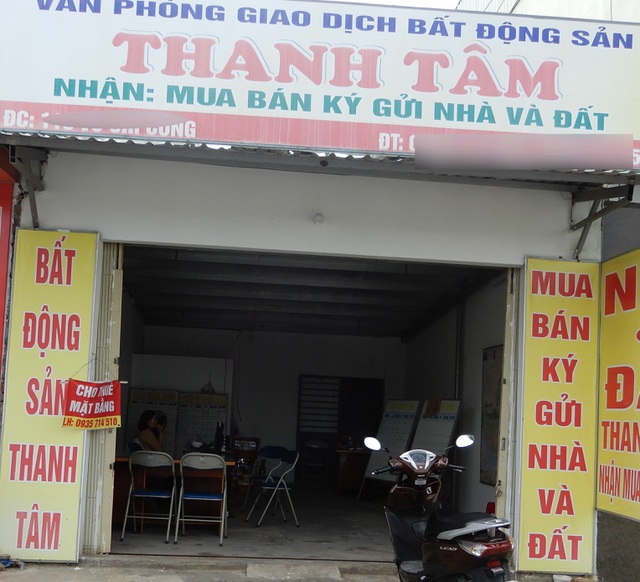 VĂN PHÒNG GIAO DỊCH BẤT ĐỘNG SẢN
THANH TÂM
NHẬN: MUA BÁN KÝ GỬI NHÀ VÀ ĐẤT
ĐC:
ĐT:
BẤT
ĐỘNG
SẢN
THANH
TÂM
CHO THUÊ
MẶT BẰNG
LH: 0935 714 510
MUA
BÁN
KÝ
GỬI
NHÀ
VÀ
ĐẤT
THAN
NHẬN MUA